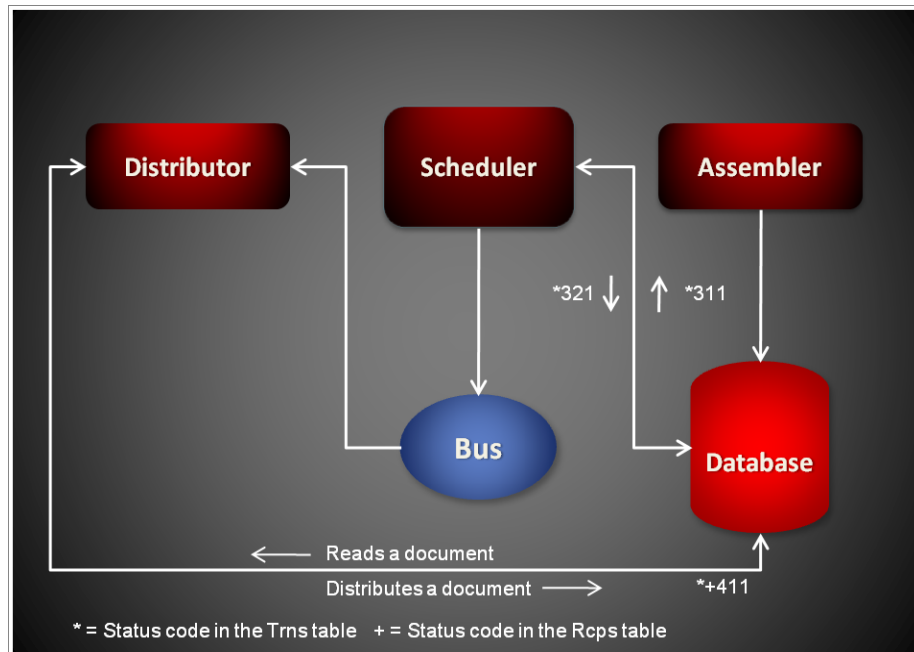 Distributor
Scheduler
Assembler
*321
*311
Bus
Database
Reads a document
Distributes a document
*+411
* = Status code in the Trns table + = Status code in the Rcps table